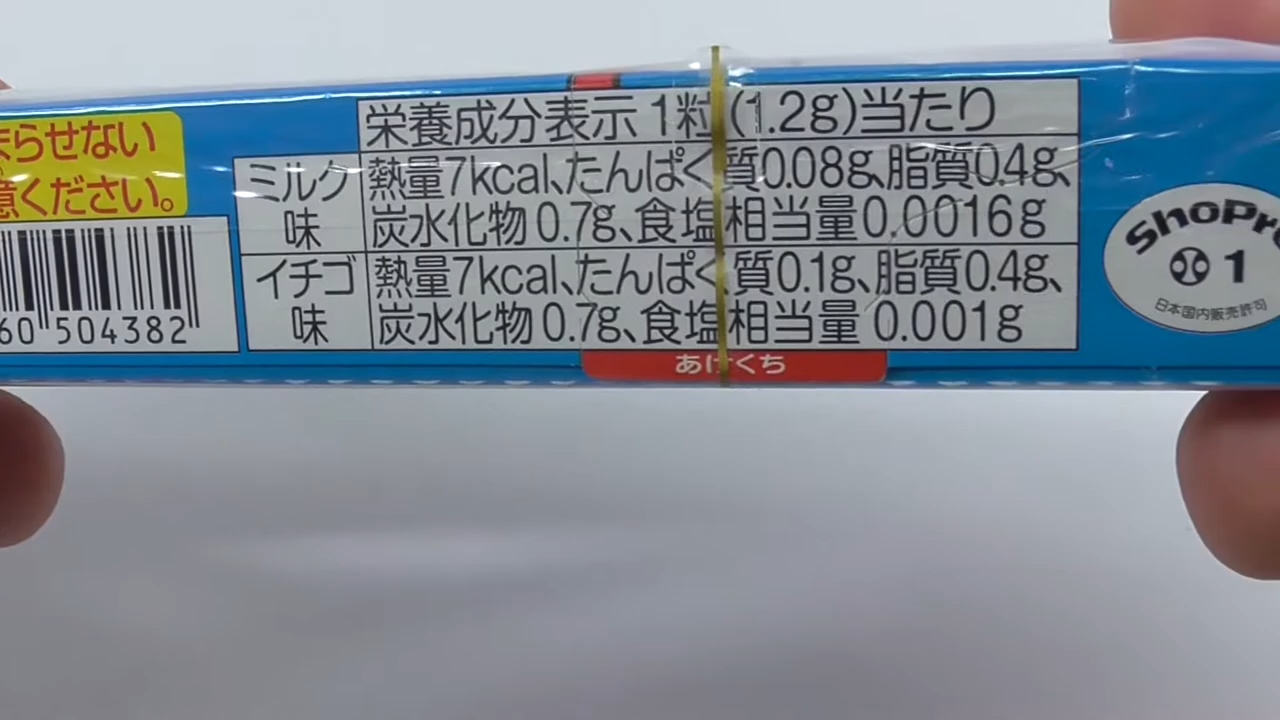 まらせない
意ください。
60 504382
栄養成分表示 1粒(1.2g)当たり
ミルク味
熱量7kcal、たんぱく質0.08g、脂質0.4g、
炭水化物 0.7g、食塩相当量0.0016g
イチゴ味
熱量7kcal、たんぱく質0.1g、脂質0.4g、
炭水化物 0.7g、食塩相当量 0.001g
あけくち
ShoPro
1
日本国内販売許可